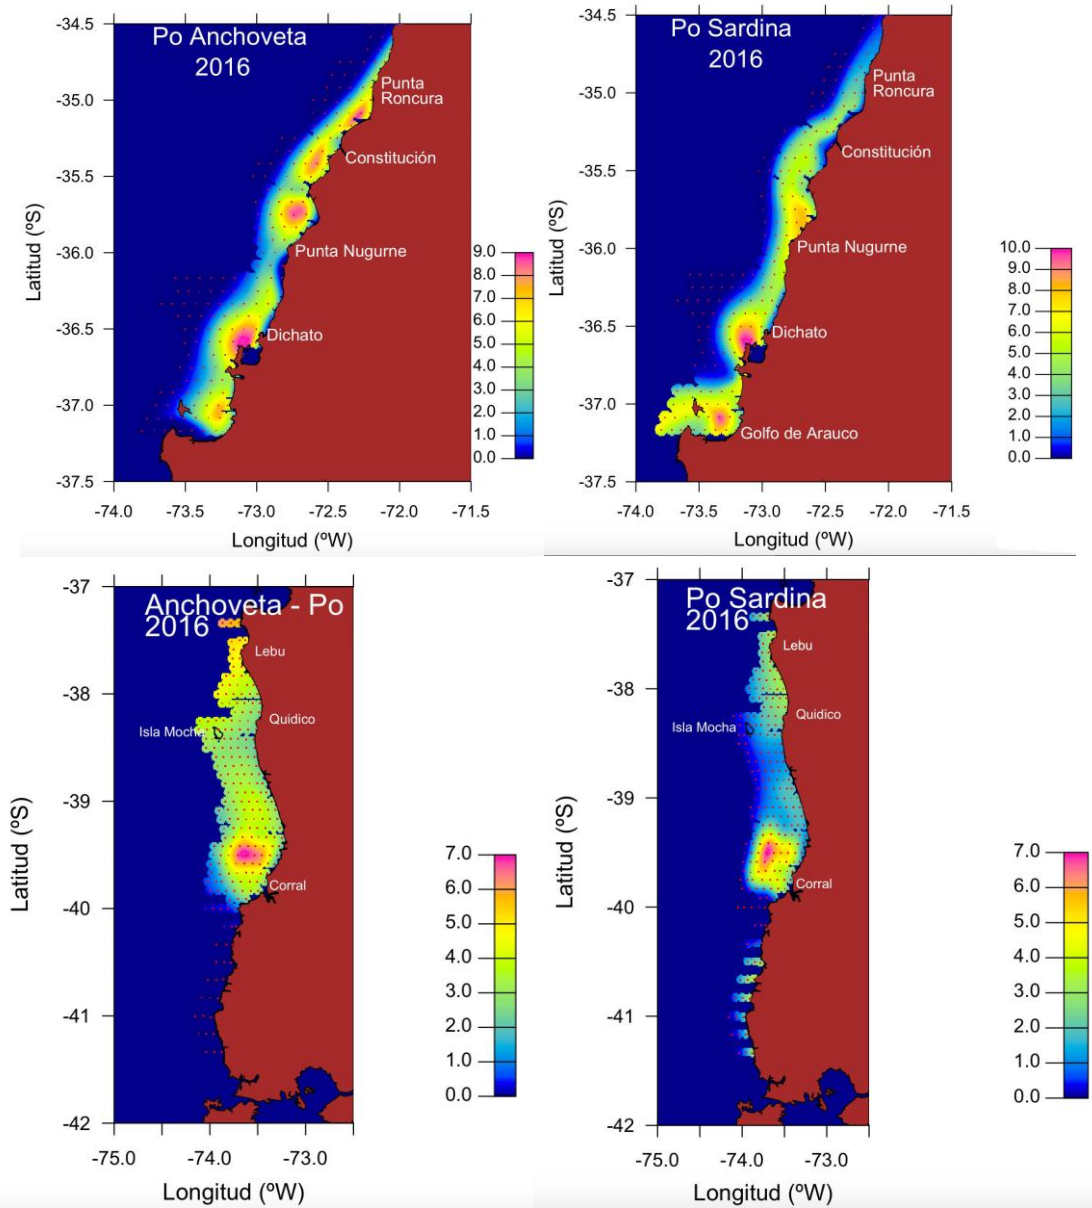 Po Anchoveta
2016
Punta
Roncura
Constitución
Punta Nugurne
Dichato
-34.5
-35.0
-35.5
-36.0
-36.5
-37.0
-37.5
Latitud (ºS)
-74.0 -73.5 -73.0 -72.5 -72.0 -71.5
Longitud (ºW)
9.0
8.0
7.0
6.0
5.0
4.0
3.0
2.0
1.0
0.0
Po Sardina
2016
Punta
Roncura
Constitución
Punta Nugurne
Dichato
Golfo de Arauco
-34.5
-35.0
-35.5
-36.0
-36.5
-37.0
-37.5
Latitud (ºS)
-74.0 -73.5 -73.0 -72.5 -72.0 -71.5
Longitud (ºW)
10.0
9.0
8.0
7.0
6.0
5.0
4.0
3.0
2.0
1.0
0.0
Anchoveta - Po
2016
Lebu
Quidico
Isla Mocha
Corral
-37
-38
-39
-40
-41
-42
Latitud (ºS)
-75.0 -74.0 -73.0
Longitud (ºW)
7.0
6.0
5.0
4.0
3.0
2.0
1.0
0.0
Po Sardina
2016
Lebu
Quidico
Isla Mocha
Corral
-37
-38
-39
-40
-41
-42
Latitud (ºS)
-75.0 -74.0 -73.0
Longitud (ºW)
7.0
6.0
5.0
4.0
3.0
2.0
1.0
0.0